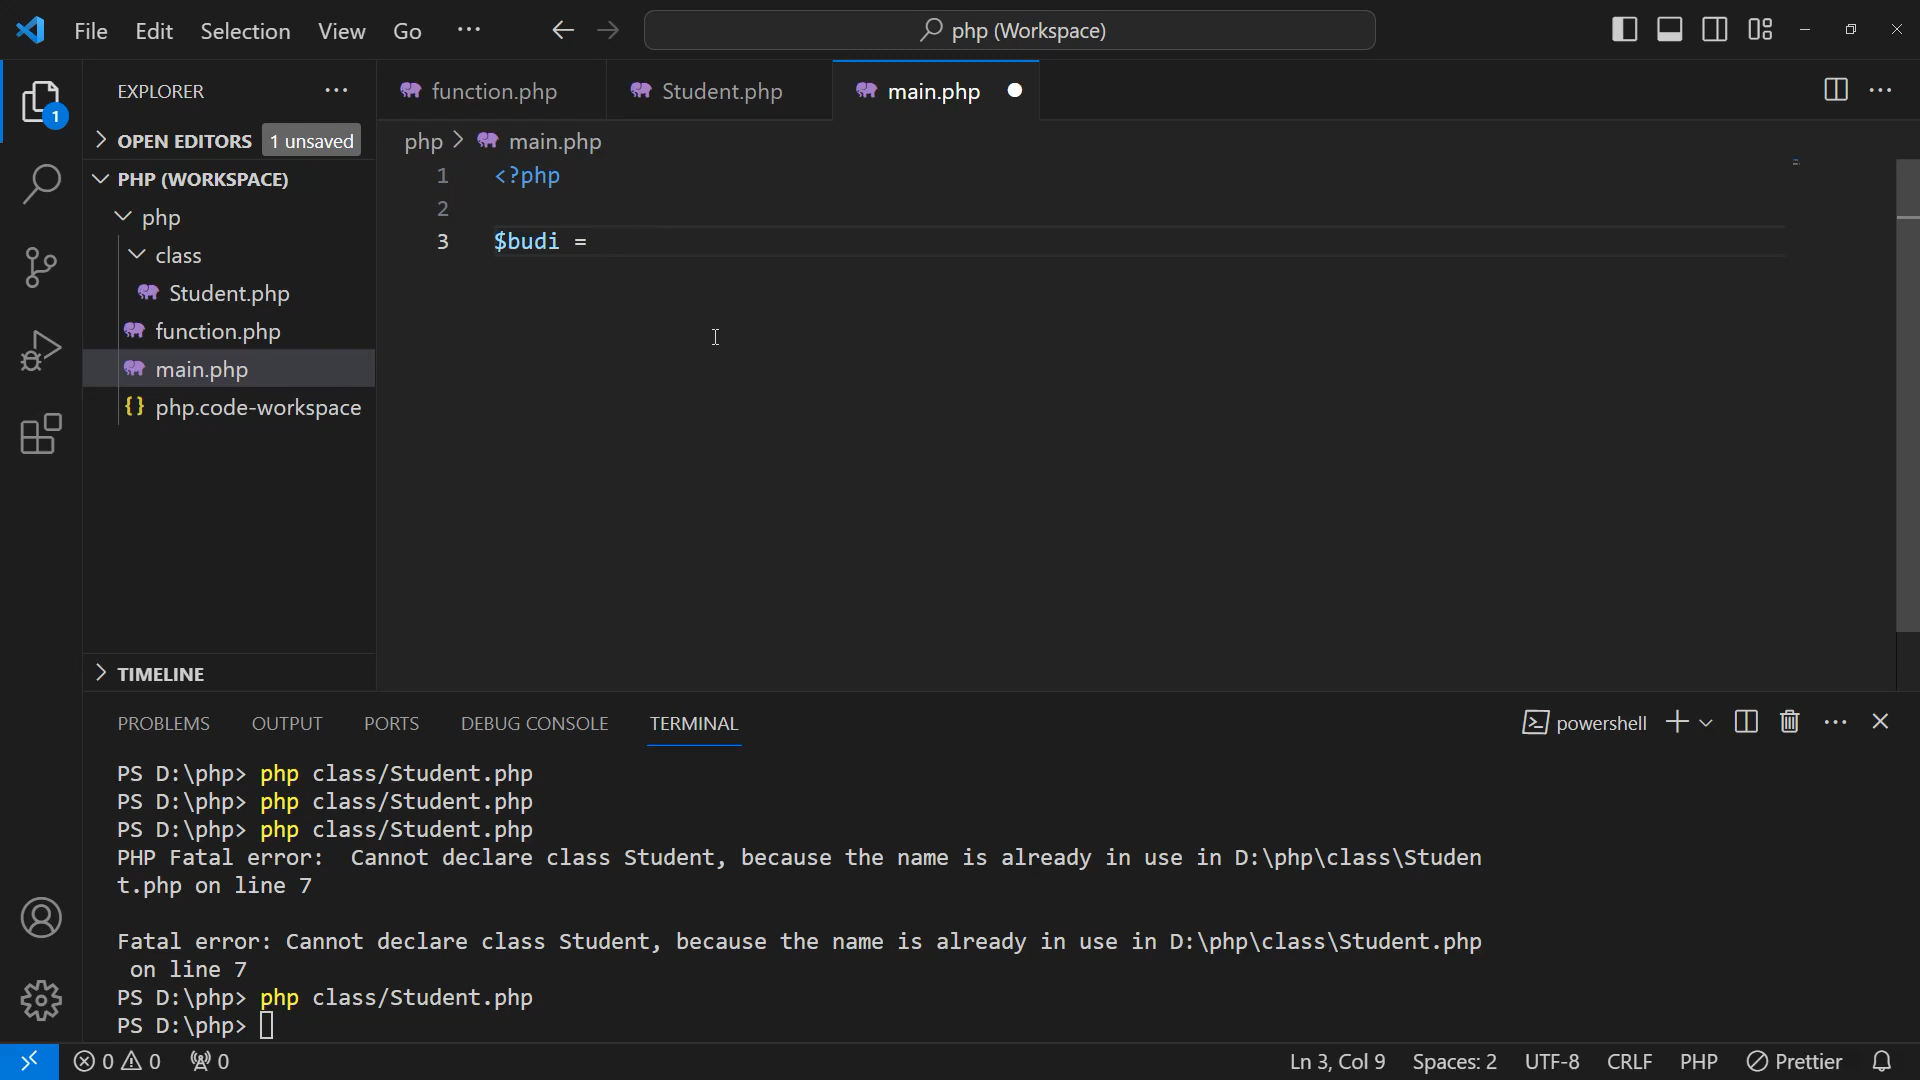 File Edit Selection View Go ···
php (Workspace)
EXPLORER ···
function.php
Student.php
main.php
1
OPEN EDITORS 1 unsaved
PHP (WORKSPACE)
php
class
Student.php
function.php
main.php
{} php.code-workspace
TIMELINE
php > main.php
1 <?php
2
3 $budi =
PROBLEMS OUTPUT PORTS DEBUG CONSOLE TERMINAL
powershell
PS D:\php> php class/Student.php
PS D:\php> php class/Student.php
PS D:\php> php class/Student.php
PHP Fatal error:  Cannot declare class Student, because the name is already in use in D:\php\class\Studen
t.php on line 7
Fatal error: Cannot declare class Student, because the name is already in use in D:\php\class\Student.php
on line 7
PS D:\php> php class/Student.php
PS D:\php>
0 0 0
Ln 3, Col 9 Spaces: 2 UTF-8 CRLF PHP Prettier